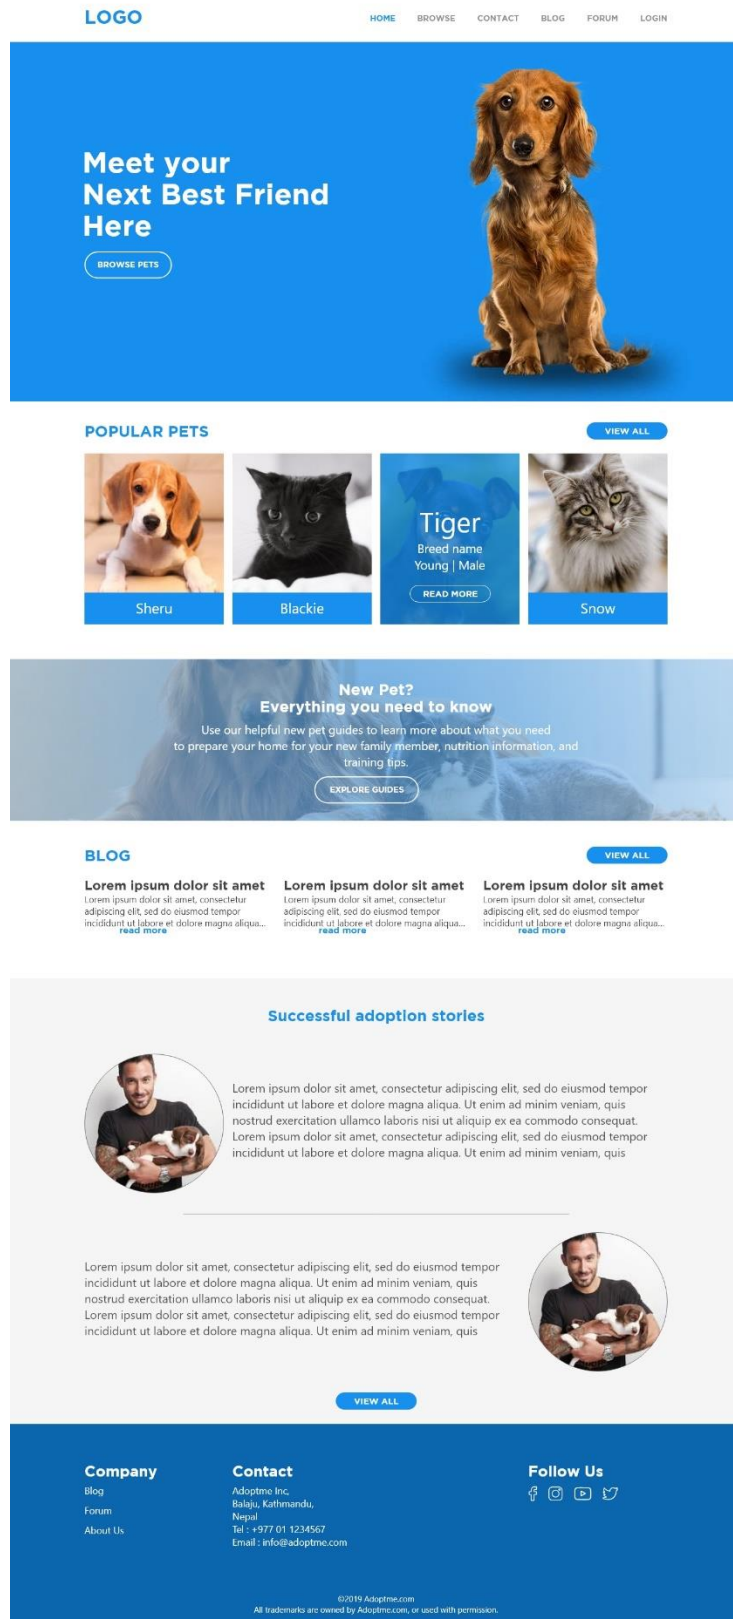 LOGO
HOME BROWSE CONTACT BLOG FORUM LOGIN
Meet your
Next Best Friend
Here
BROWSE PETS
POPULAR PETS
VIEW ALL
Sheru
Blackie
Tiger
Breed name
Young | Male
READ MORE
Snow
New Pet?
Everything you need to know
Use our helpful new pet guides to learn more about what you need
to prepare your home for your new family member, nutrition information, and
training tips.
EXPLORE GUIDES
BLOG
VIEW ALL
Lorem ipsum dolor sit amet
Lorem ipsum dolor sit amet, consectetur
adipiscing elit, sed do eiusmod tempor
incididunt ut labore et dolore magna aliqua...
read more
Lorem ipsum dolor sit amet
Lorem ipsum dolor sit amet, consectetur
adipiscing elit, sed do eiusmod tempor
incididunt ut labore et dolore magna aliqua...
read more
Lorem ipsum dolor sit amet
Lorem ipsum dolor sit amet, consectetur
adipiscing elit, sed do eiusmod tempor
incididunt ut labore et dolore magna aliqua...
read more
Successful adoption stories
Lorem ipsum dolor sit amet, consectetur adipiscing elit, sed do eiusmod tempor
incididunt ut labore et dolore magna aliqua. Ut enim ad minim veniam, quis
nostrud exercitation ullamco laboris nisi ut aliquip ex ea commodo consequat.
Lorem ipsum dolor sit amet, consectetur adipiscing elit, sed do eiusmod tempor
incididunt ut labore et dolore magna aliqua. Ut enim ad minim veniam, quis
Lorem ipsum dolor sit amet, consectetur adipiscing elit, sed do eiusmod tempor
incididunt ut labore et dolore magna aliqua. Ut enim ad minim veniam, quis
nostrud exercitation ullamco laboris nisi ut aliquip ex ea commodo consequat.
Lorem ipsum dolor sit amet, consectetur adipiscing elit, sed do eiusmod tempor
incididunt ut labore et dolore magna aliqua. Ut enim ad minim veniam, quis
VIEW ALL
Company
Blog
Forum
About Us
Contact
Adoptme Inc,
Balaju, Kathmandu,
Nepal
Tel : +977 01 1234567
Email : info@adoptme.com
Follow Us
©2019 Adoptme.com
All trademarks are owned by Adoptme.com, or used with permission.